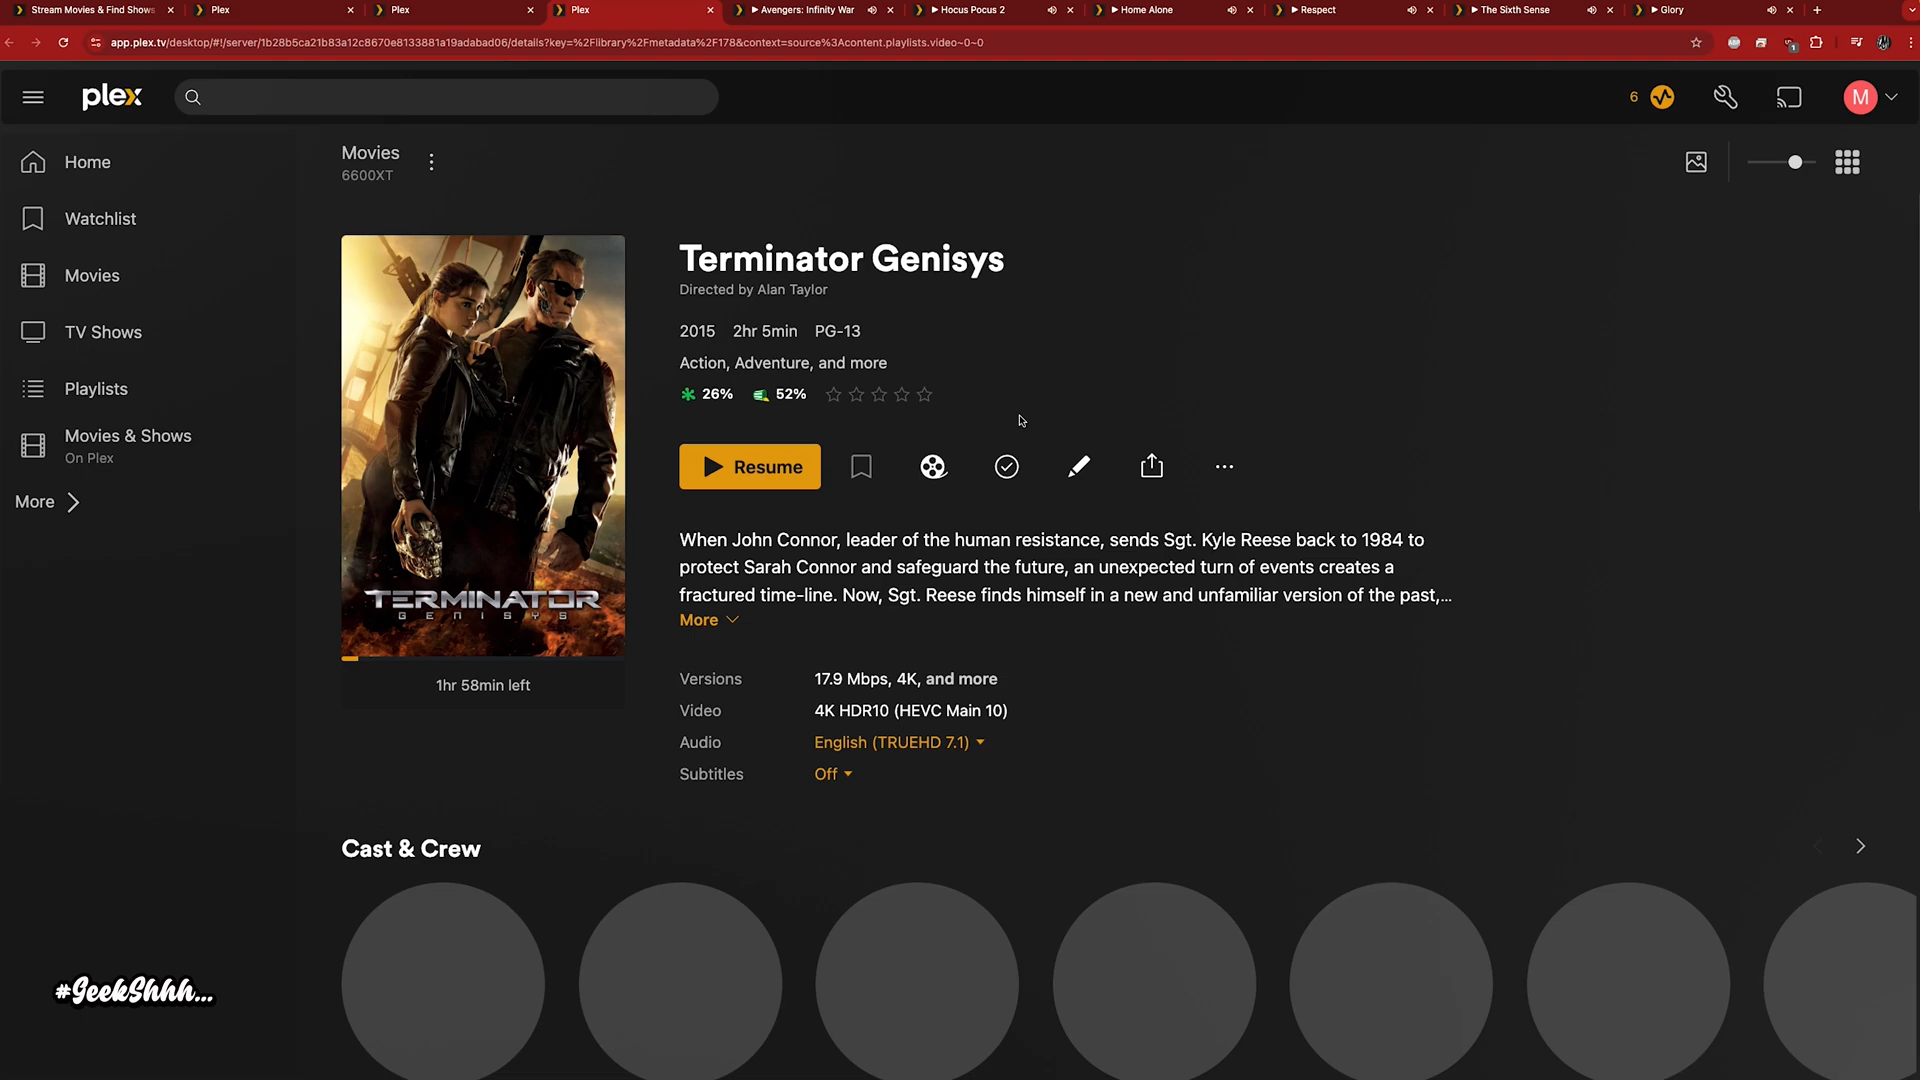 Stream Movies & Find Shows
Plex
Plex
Plex
Avengers: Infinity War
Hocus Pocus 2
Home Alone
Respect
The Sixth Sense
Glory
app.plex.tv/desktop/#!/server/1b28b5ca21b83a12c8670e8133881a19adabad06/details?key=%2Flibrary%2Fmetadata%2F178&context=source%3Acontent.playlists.video~0~0
1
plex
6
M
Home
Watchlist
Movies
TV Shows
Playlists
Movies & Shows
On Plex
More
Movies
6600XT
TERMINATOR
GENISYS
1hr 58min left
Terminator Genisys
Directed by Alan Taylor
2015 2hr 5min PG-13
Action, Adventure, and more
26% 52%
Resume
When John Connor, leader of the human resistance, sends Sgt. Kyle Reese back to 1984 to
protect Sarah Connor and safeguard the future, an unexpected turn of events creates a
fractured time-line. Now, Sgt. Reese finds himself in a new and unfamiliar version of the past,...
More
Versions 17.9 Mbps, 4K, and more
Video 4K HDR10 (HEVC Main 10)
Audio English (TRUEHD 7.1)
Subtitles Off
Cast & Crew
#GeekShhh...